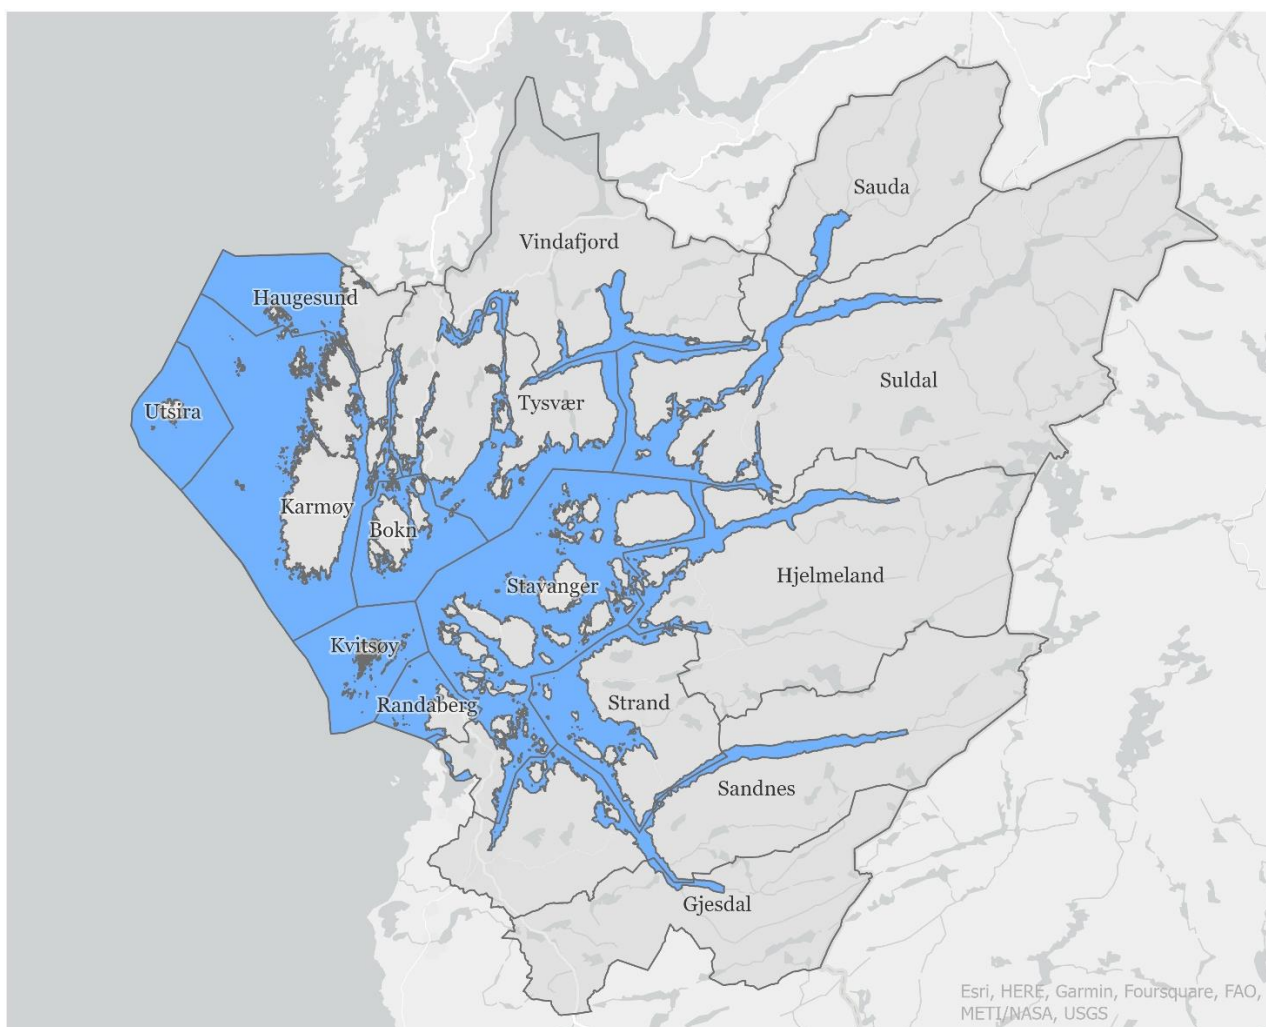 Sauda
Vindafjord
Haugesund
Suldal
Utsira
Tysvær
Karmøy
Bokn
Hjelmeland
Stavanger
Kvitsøy
Randaberg
Strand
Sandnes
Gjesdal
Esri, HERE, Garmin, Foursquare, FAO,
METI/NASA, USGS